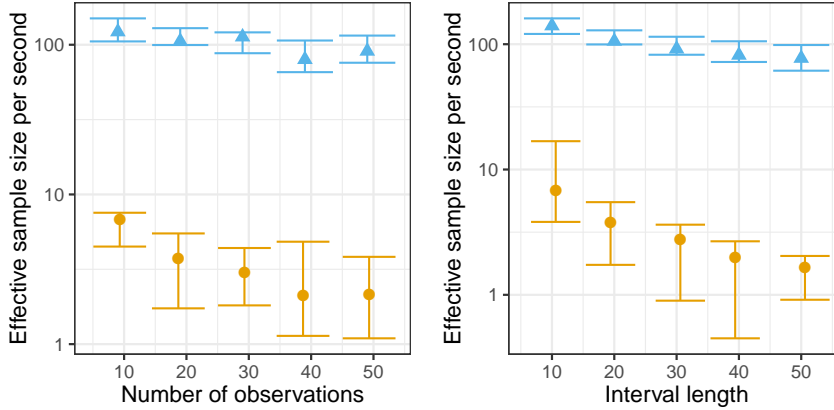 Effective sample size per second
100
10
1
10 20 30 40 50
Number of observations
Effective sample size per second
100
10
1
10 20 30 40 50
Interval length